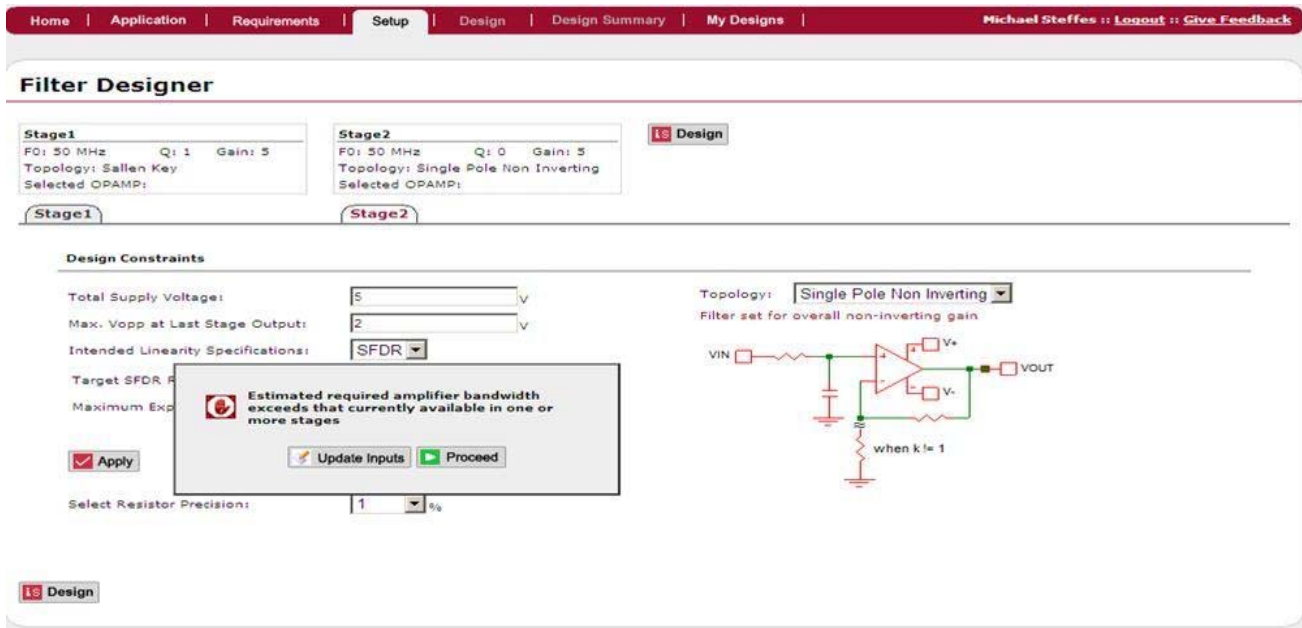 Home | Application | Requirements | Setup | Design | Design Summary | My Designs | Michael Steffes :: Logout :: Give Feedback
Filter Designer
Stage1
F0: 50 MHz Q: 1 Gain: 5
Topology: Sallen Key
Selected OPAMP:
Stage2
F0: 50 MHz Q: 0 Gain: 5
Topology: Single Pole Non Inverting
Selected OPAMP:
is Design
Stage1
Stage2
Design Constraints
Total Supply Voltage: 5 V
Max. Vopp at Last Stage Output: 2 V
Intended Linearity Specifications: SFDR
Target SFDR
Maximum
Estimated required amplifier bandwidth
exceeds that currently available in one or
more stages
Update Inputs Proceed
Apply
Select Resistor Precision: 1 %
Topology: Single Pole Non Inverting
Filter set for overall non-inverting gain
VIN
V+
VOUT
V-
when k != 1
is Design